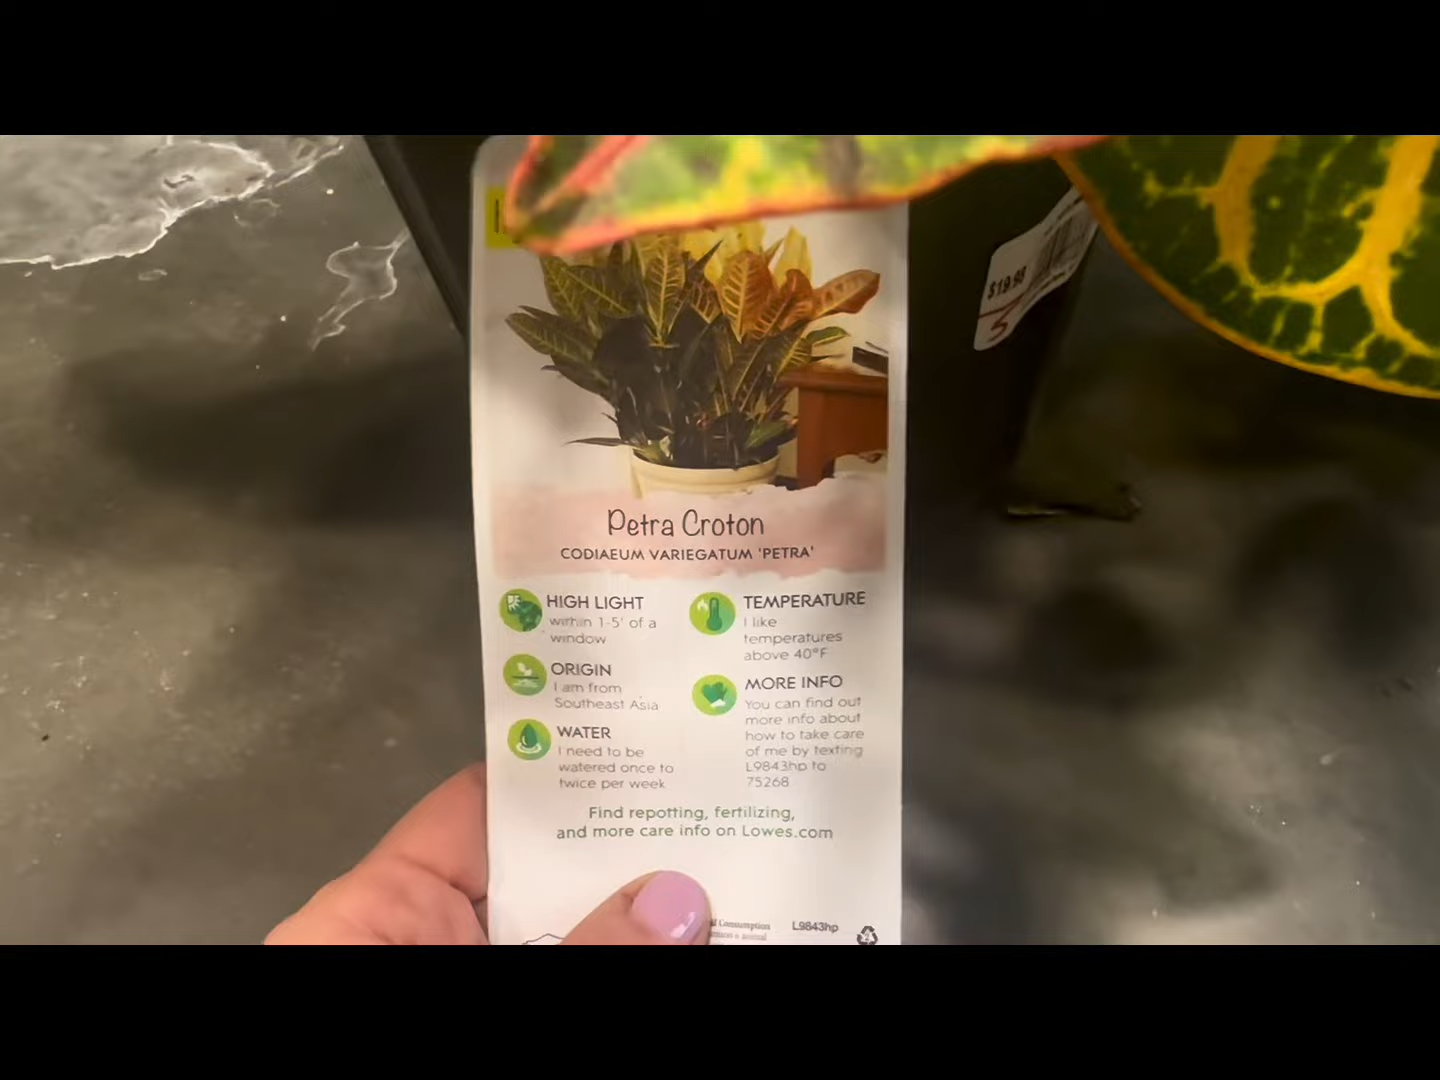 $19.98
5
Petra Croton
CODIAEUM VARIEGATUM 'PETRA'
HIGH LIGHT
within 1-5' of a
window
ORIGIN
I am from
Southeast Asia
WATER
I need to be
watered once to
twice per week
TEMPERATURE
I like
temperatures
above 40°F
MORE INFO
You can find out
more info about
how to take care
of me by texting
L9843hp to
75268
Find repotting, fertilizing,
and more care info on Lowes.com
Consumption
animal
L9843hp